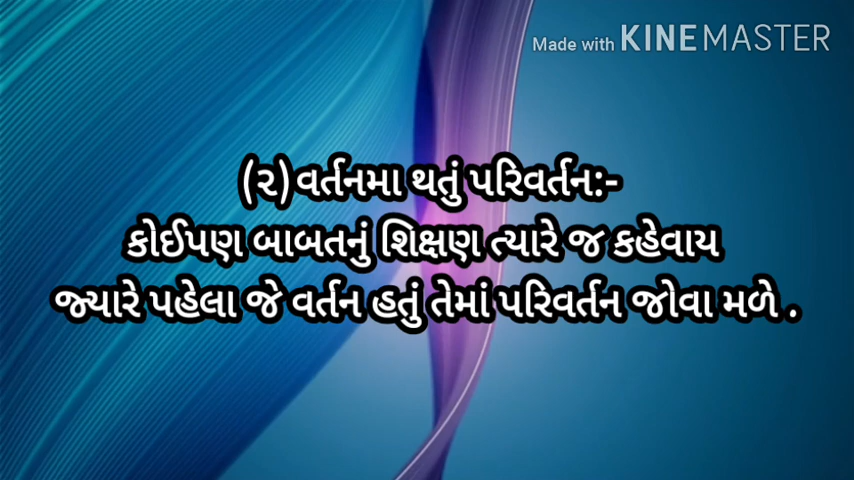 Made with KINEMASTER
(૨)વર્તનમા થતું પરિવર્તન:-
કોઈપણ બાબતનું શિક્ષણ ત્યારે જ કહેવાય
જ્યારે પહેલા જે વર્તન હતું તેમાં પરિવર્તન જોવા મળે .